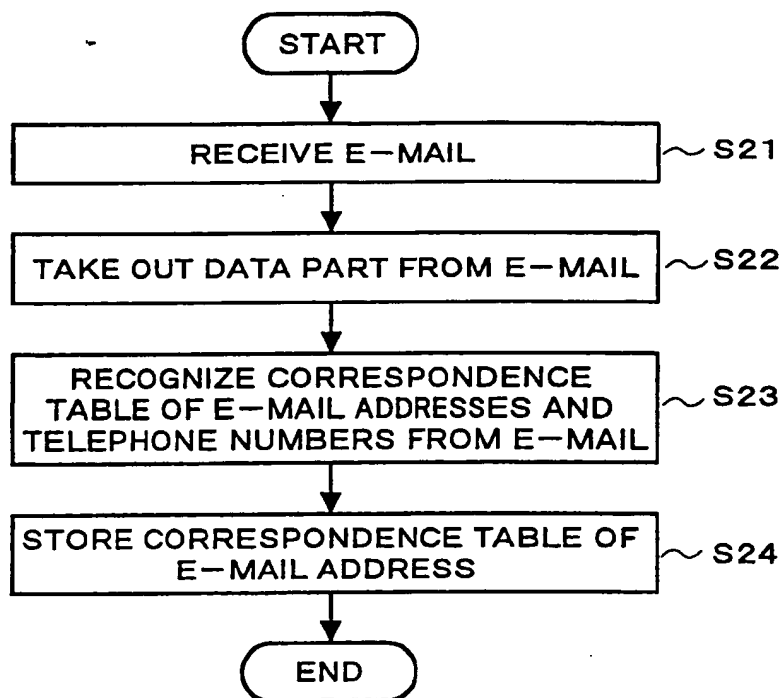 START
RECEIVE E-MAIL
S21
TAKE OUT DATA PART FROM E-MAIL
S22
RECOGNIZE CORRESPONDENCE
TABLE OF E-MAIL ADDRESSES AND
TELEPHONE NUMBERS FROM E-MAIL
S23
STORE CORRESPONDENCE TABLE OF
E-MAIL ADDRESS
S24
END